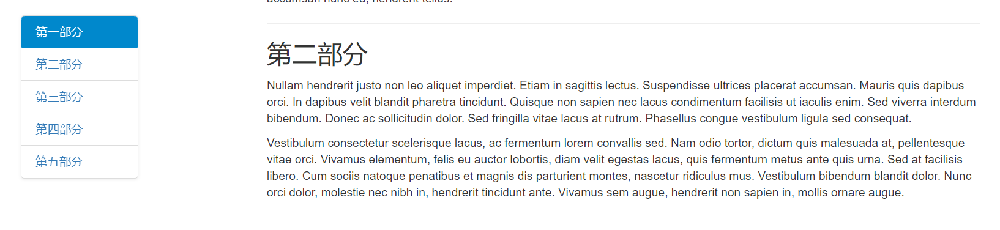 accumsan nunc eu, hendrerit tellus.
第一部分
第二部分
第三部分
第四部分
第五部分
第二部分
Nullam hendrerit justo non leo aliquet imperdiet. Etiam in sagittis lectus. Suspendisse ultrices placerat accumsan. Mauris quis dapibus
orci. In dapibus velit blandit pharetra tincidunt. Quisque non sapien nec lacus condimentum facilisis ut iaculis enim. Sed viverra interdum
bibendum. Donec ac sollicitudin dolor. Sed fringilla vitae lacus at rutrum. Phasellus congue vestibulum ligula sed consequat.
Vestibulum consectetur scelerisque lacus, ac fermentum lorem convallis sed. Nam odio tortor, dictum quis malesuada at, pellentesque
vitae orci. Vivamus elementum, felis eu auctor lobortis, diam velit egestas lacus, quis fermentum metus ante quis urna. Sed at facilisis
libero. Cum sociis natoque penatibus et magnis dis parturient montes, nascetur ridiculus mus. Vestibulum bibendum blandit dolor. Nunc
orci dolor, molestie nec nibh in, hendrerit tincidunt ante. Vivamus sem augue, hendrerit non sapien in, mollis ornare augue.